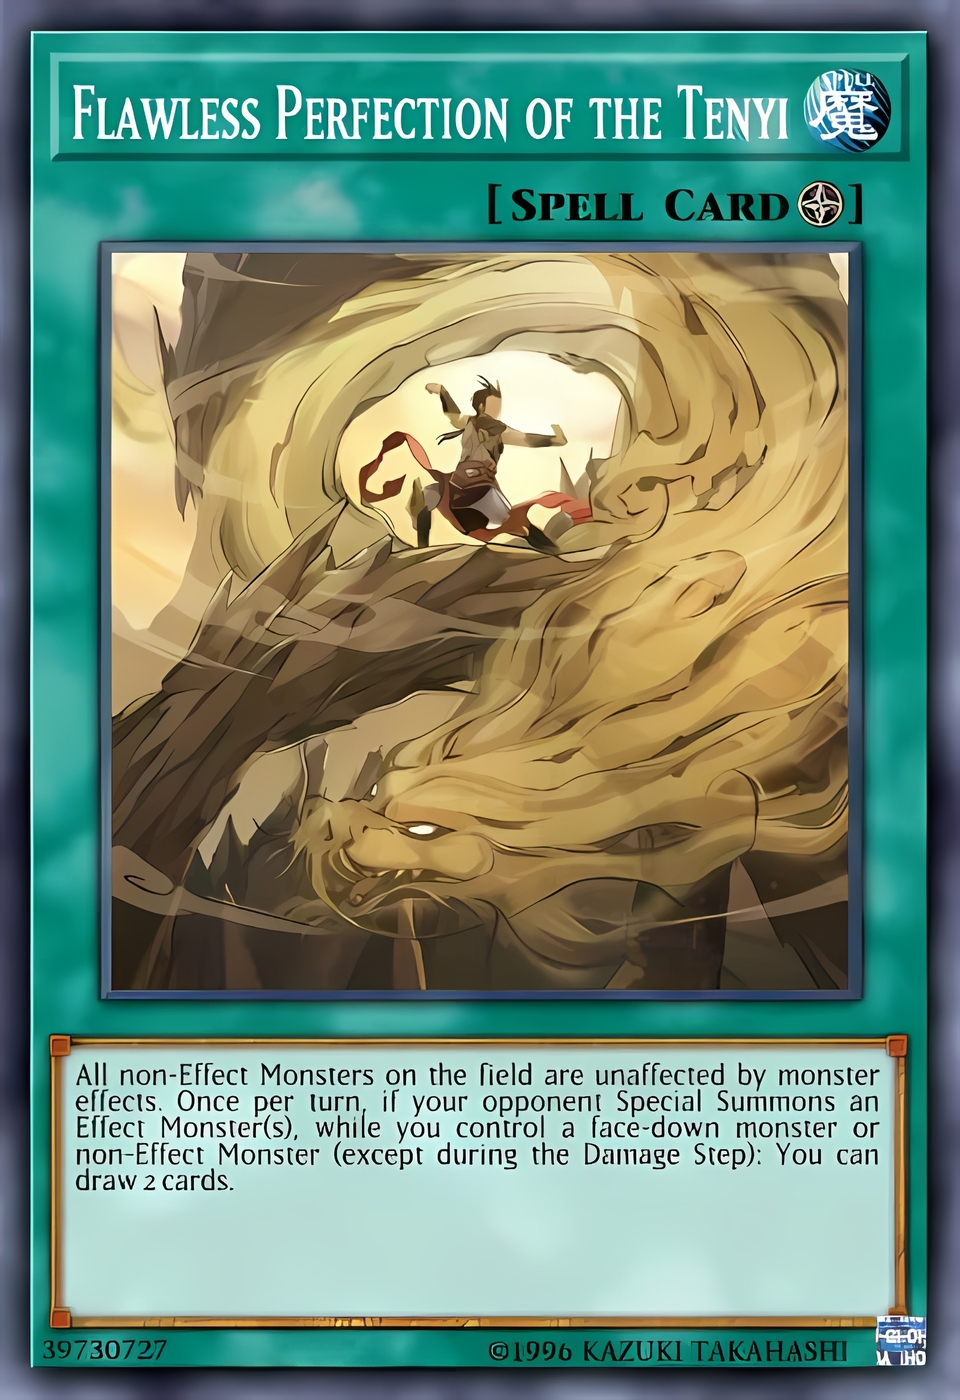 FLAWLESS PERFECTION OF THE TENYI 魔
[SPELL CARD]
All non-Effect Monsters on the field are unaffected by monster
effects. Once per turn, if your opponent Special Summons an
Effect Monster(s), while you control a face-down monster or
non-Effect Monster (except during the Damage Step): You can
draw 2 cards.
39730727
©1996 KAZUKI TAKAHASHI